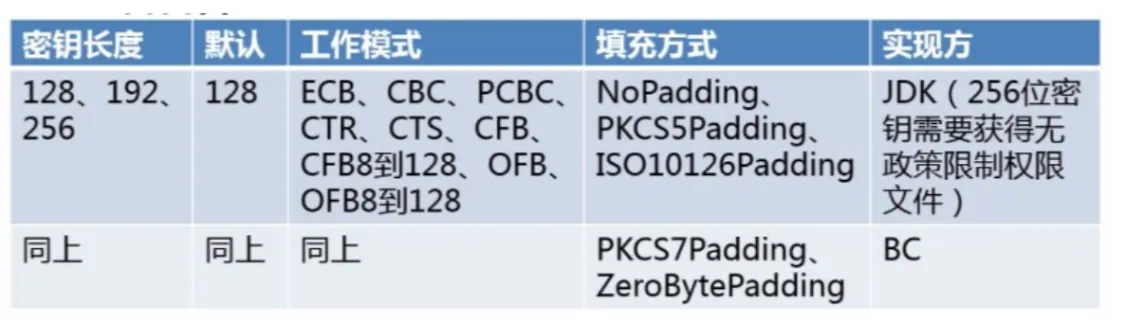 密钥长度 默认 工作模式 填充方式 实现方
128、192、 128 ECB、CBC、PCBC、 NoPadding、 JDK（256位密
256 CTR、CTS、CFB、 PKCS5Padding、 钥需要获得无
CFB8到128、OFB、 ISO10126Padding 政策限制权限
OFB8到128 文件）
同上 同上 同上 PKCS7Padding、 BC
ZeroBytePadding